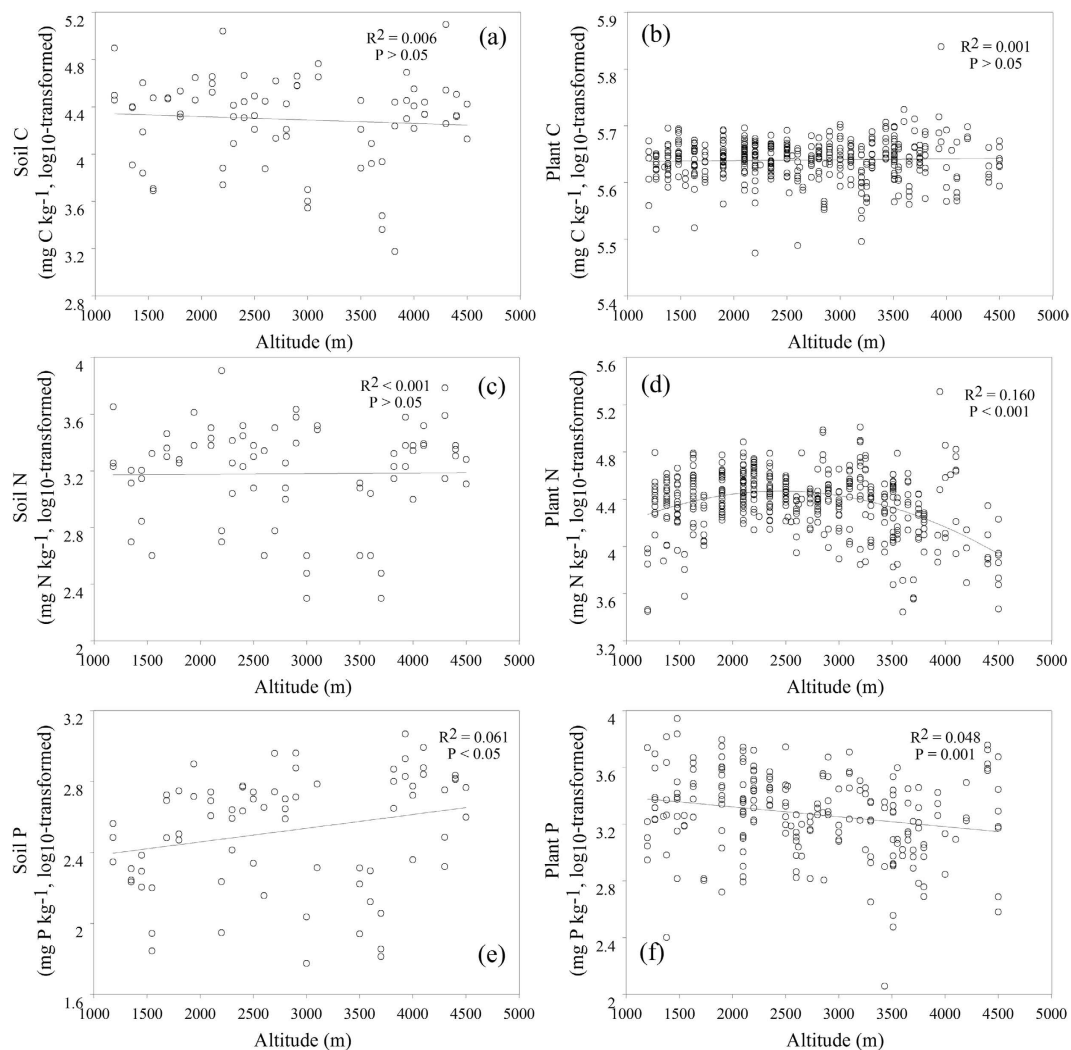 Soil C
(mg C kg⁻¹, log10-transformed)
5.2
4.8
4.4
4
3.6
3.2
2.8
R² = 0.006
P > 0.05
(a)
1000 1500 2000 2500 3000 3500 4000 4500 5000
Altitude (m)
Plant C
(mg C kg⁻¹, log10-transformed)
5.9
5.8
5.7
5.6
5.5
5.4
(b)
R² = 0.001
P > 0.05
1000 1500 2000 2500 3000 3500 4000 4500 5000
Altitude (m)
Soil N
(mg N kg⁻¹, log10-transformed)
4
3.6
3.2
2.8
2.4
2
R² < 0.001
P > 0.05
(c)
1000 1500 2000 2500 3000 3500 4000 4500 5000
Altitude (m)
Plant N
(mg N kg⁻¹, log10-transformed)
5.6
5.2
4.8
4.4
4
3.6
3.2
(d)
R² = 0.160
P < 0.001
1000 1500 2000 2500 3000 3500 4000 4500 5000
Altitude (m)
Soil P
(mg P kg⁻¹, log10-transformed)
3.2
2.8
2.4
2
1.6
R² = 0.061
P < 0.05
(e)
1000 1500 2000 2500 3000 3500 4000 4500 5000
Altitude (m)
Plant P
(mg P kg⁻¹, log10-transformed)
4
3.6
3.2
2.8
2.4
2
R² = 0.048
P = 0.001
(f)
1000 1500 2000 2500 3000 3500 4000 4500 5000
Altitude (m)